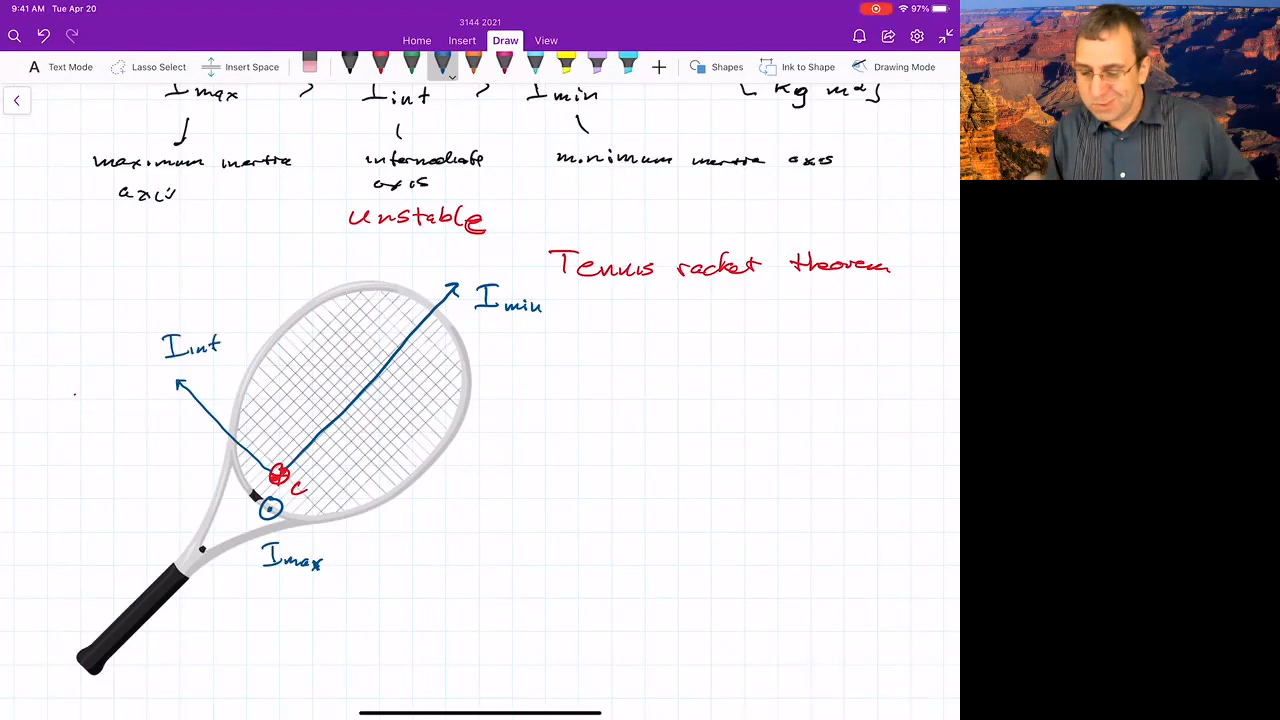 9:41 AM Tue Apr 20
97%
3144 2021
Home Insert Draw View
A Text Mode Lasso Select Insert Space Shapes Ink to Shape Drawing Mode
Imax > Iint > Imin [kg m²]
maximum inertia axis
intermediate axis
minimum inertia axis
unstable
Tennis racket theorem
Imin
Iint
C
Imax